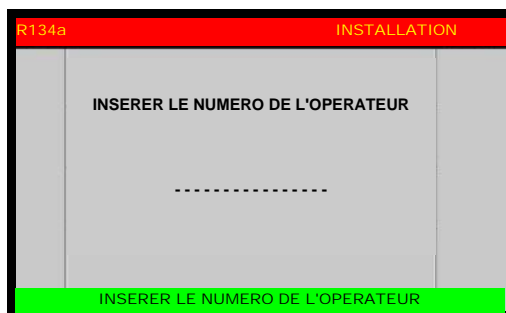 R134a INSTALLATION
INSERER LE NUMERO DE L'OPERATEUR
----------------
INSERER LE NUMERO DE L'OPERATEUR